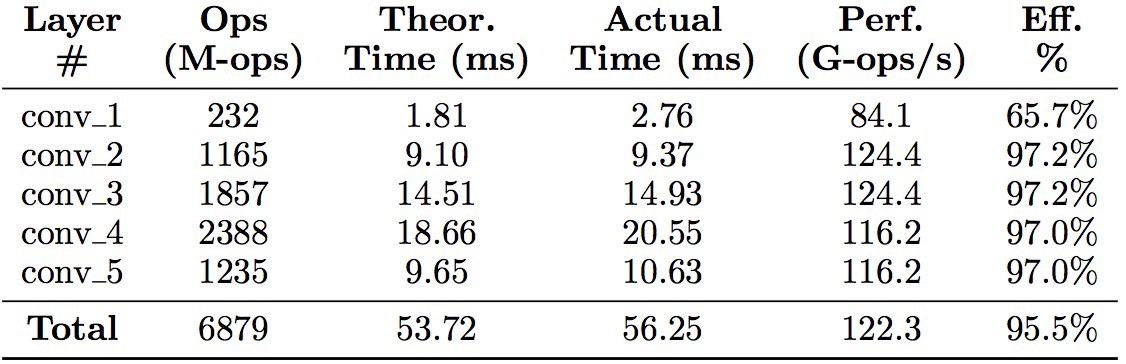 Layer Ops Theor. Actual Perf. Eff.
# (M-ops) Time (ms) Time (ms) (G-ops/s) %
conv_1 232 1.81 2.76 84.1 65.7%
conv_2 1165 9.10 9.37 124.4 97.2%
conv_3 1857 14.51 14.93 124.4 97.2%
conv_4 2388 18.66 20.55 116.2 97.0%
conv_5 1235 9.65 10.63 116.2 97.0%
Total 6879 53.72 56.25 122.3 95.5%